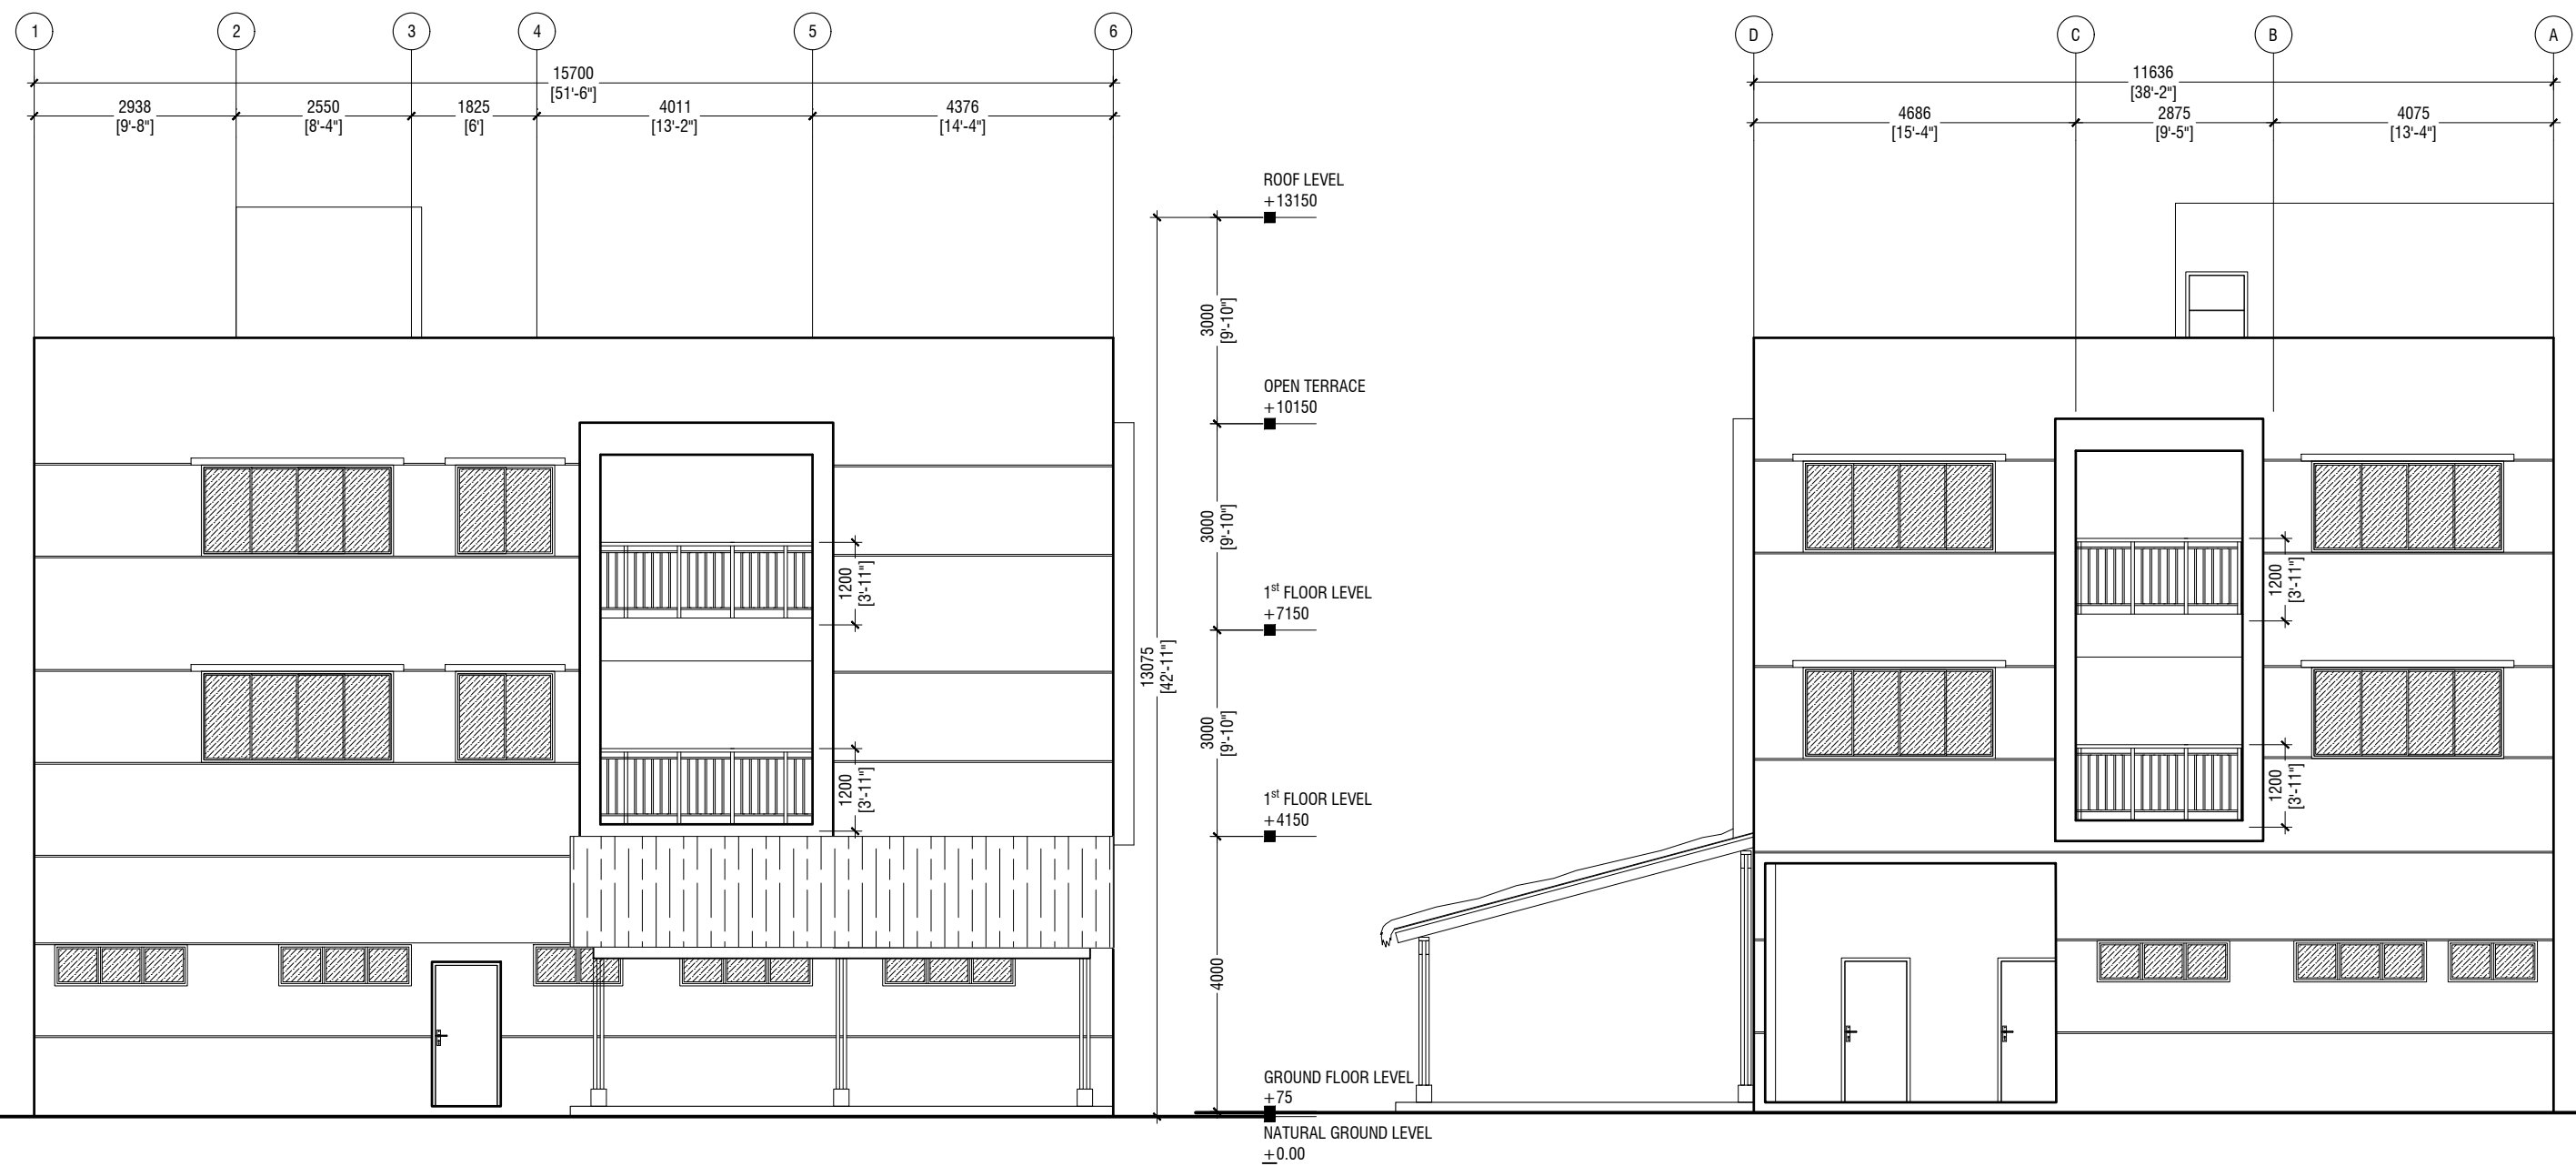 1 2 3 4 5 6
15700
[51'-6"]
2938 2550 1825 4011 4376
[9'-8"] [8'-4"] [6'] [13'-2"] [14'-4"]
D C B A
11636
[38'-2"]
4686 2875 4075
[15'-4"] [9'-5"] [13'-4"]
ROOF LEVEL
+13150
3000
[9'-10"]
OPEN TERRACE
+10150
3000
[9'-10"]
1st FLOOR LEVEL
+7150
3000
[9'-10"]
1st FLOOR LEVEL
+4150
4000
13075
[42'-11"]
GROUND FLOOR LEVEL
+75
NATURAL GROUND LEVEL
±0.00
1200
[3'-11"]
1200
[3'-11"]
1200
[3'-11"]
1200
[3'-11"]